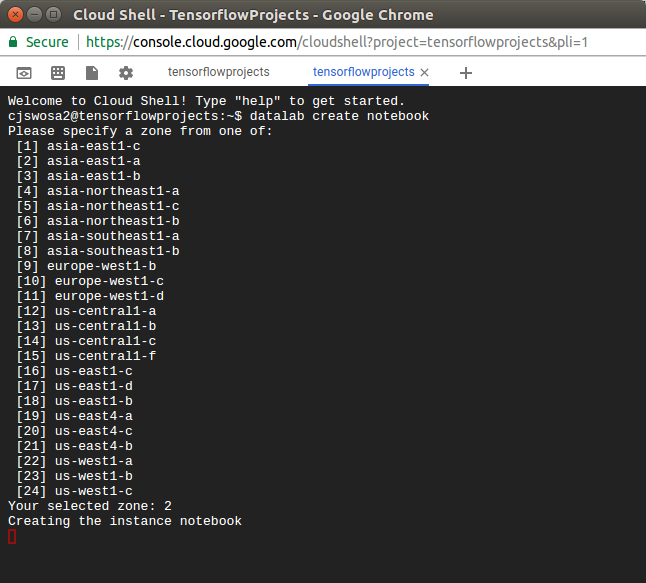 Cloud Shell - TensorflowProjects - Google Chrome
Secure | https://console.cloud.google.com/cloudshell?project=tensorflowprojects&pli=1
tensorflowprojects tensorflowprojects
Welcome to Cloud Shell! Type "help" to get started.
cjswosa2@tensorflowprojects:~$ datalab create notebook
Please specify a zone from one of:
[1] asia-east1-c
[2] asia-east1-a
[3] asia-east1-b
[4] asia-northeast1-a
[5] asia-northeast1-c
[6] asia-northeast1-b
[7] asia-southeast1-a
[8] asia-southeast1-b
[9] europe-west1-b
[10] europe-west1-c
[11] europe-west1-d
[12] us-central1-a
[13] us-central1-b
[14] us-central1-c
[15] us-central1-f
[16] us-east1-c
[17] us-east1-d
[18] us-east1-b
[19] us-east4-a
[20] us-east4-c
[21] us-east4-b
[22] us-west1-a
[23] us-west1-b
[24] us-west1-c
Your selected zone: 2
Creating the instance notebook